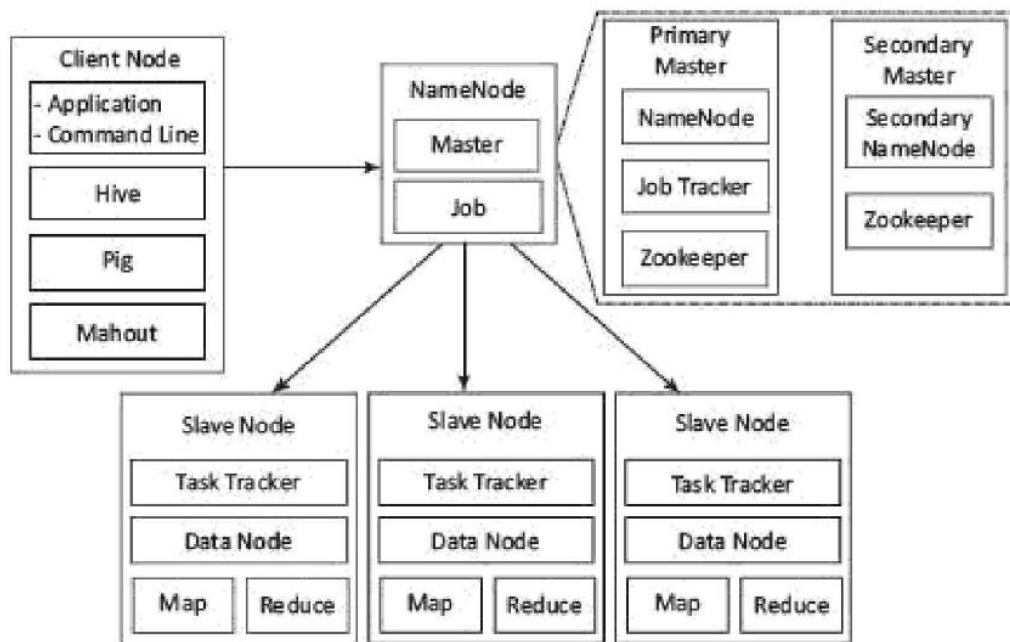 Client Node
- Application
- Command Line
Hive
Pig
Mahout
NameNode
Master
Job
Primary
Master
NameNode
Job Tracker
Zookeeper
Secondary
Master
Secondary
NameNode
Zookeeper
Slave Node
Task Tracker
Data Node
Map
Reduce
Slave Node
Task Tracker
Data Node
Map
Reduce
Slave Node
Task Tracker
Data Node
Map
Reduce